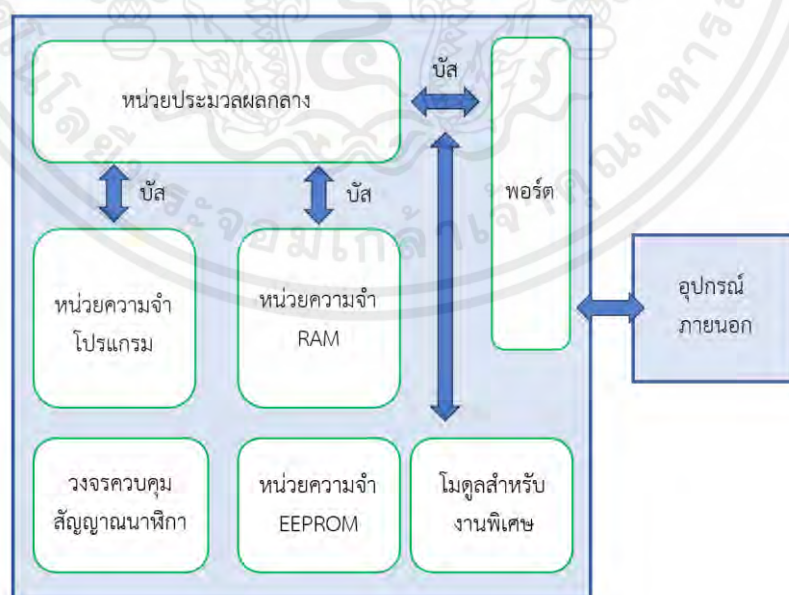 หน่วยประมวลผลกลาง
บัส
พอร์ต
บัส
บัส
หน่วยความจำ
โปรแกรม
หน่วยความจำ
RAM
อุปกรณ์
ภายนอก
วงจรควบคุม
สัญญาณนาฬิกา
หน่วยความจำ
EEPROM
โมดูลสำหรับ
งานพิเศษ